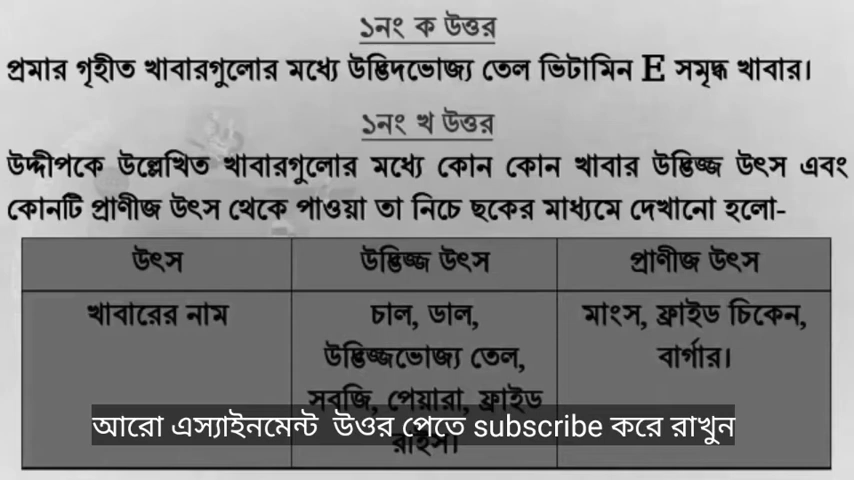 ১নং ক উত্তর
প্রমার গৃহীত খাবারগুলোর মধ্যে উদ্ভিদভোজ্য তেল ভিটামিন E সমৃদ্ধ খাবার।
১নং খ উত্তর
উদ্দীপকে উল্লেখিত খাবারগুলোর মধ্যে কোন কোন খাবার উদ্ভিজ্জ উৎস এবং
কোনটি প্রাণীজ উৎস থেকে পাওয়া তা নিচে ছকের মাধ্যমে দেখানো হলো-
উৎস উদ্ভিজ্জ উৎস প্রাণীজ উৎস
খাবারের নাম চাল, ডাল, মাংস, ফ্রাইড চিকেন,
উদ্ভিজ্জভোজ্য তেল, বার্গার।
সবজি, পেয়ারা, ফ্রাইড
রাইস।
আরো এস্যাইনমেন্ট উওর পেতে subscribe করে রাখুন